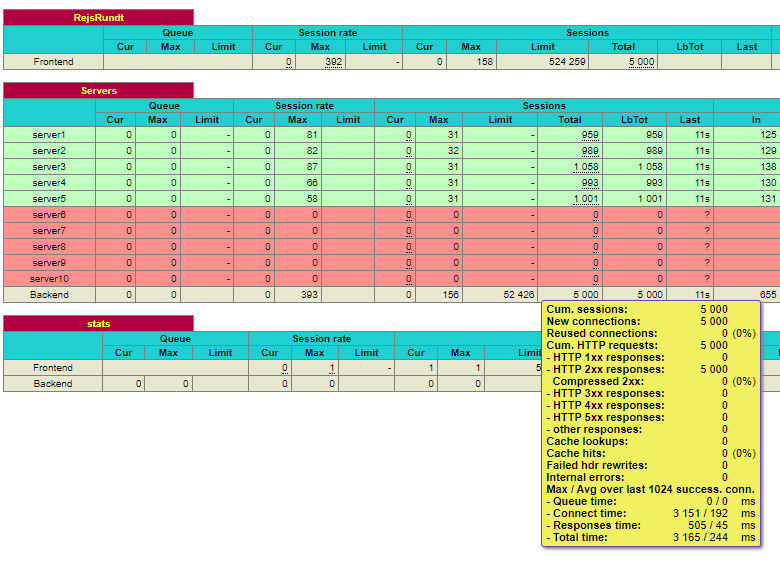 RejsRundt
Queue Session rate Sessions
Cur Max Limit Cur Max Limit Cur Max Limit Total LbTot Last
Frontend 0 392 - 0 158 524 259 5 000
Servers
Queue Session rate Sessions
Cur Max Limit Cur Max Limit Cur Max Limit Total LbTot Last In
server1 0 0 - 0 81 0 31 - 959 959 11s 125
server2 0 0 - 0 82 0 32 - 989 989 11s 129
server3 0 0 - 0 87 0 31 - 1 058 1 058 11s 138
server4 0 0 - 0 66 0 31 - 993 993 11s 130
server5 0 0 - 0 58 0 31 - 1 001 1 001 11s 131
server6 0 0 - 0 0 0 0 - 0 0 ?
server7 0 0 - 0 0 0 0 - 0 0 ?
server8 0 0 - 0 0 0 0 - 0 0 ?
server9 0 0 - 0 0 0 0 - 0 0 ?
server10 0 0 - 0 0 0 0 - 0 0 ?
Backend 0 0 0 393 0 156 52 426 5 000 5 000 11s 655
stats
Queue Session rate
Cur Max Limit Cur Max Limit Cur Max Limit
Frontend 0 1 - 1 1 5
Backend 0 0 0 0 0 0
Cum. sessions: 5 000
New connections: 5 000
Reused connections: 0 (0%)
Cum. HTTP requests: 5 000
- HTTP 1xx responses: 0
- HTTP 2xx responses: 5 000
Compressed 2xx: 0 (0%)
- HTTP 3xx responses: 0
- HTTP 4xx responses: 0
- HTTP 5xx responses: 0
- other responses: 0
Cache lookups: 0
Cache hits: 0 (0%)
Failed hdr rewrites: 0
Internal errors: 0
Max / Avg over last 1024 success. conn.
- Queue time: 0 / 0 ms
- Connect time: 3 151 / 192 ms
- Responses time: 505 / 45 ms
- Total time: 3 165 / 244 ms